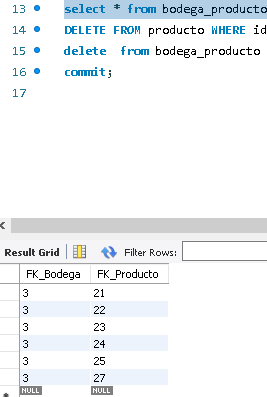 13 select * from bodega_producto
14 DELETE FROM producto WHERE id
15 delete from bodega_producto
16 commit;
17
Result Grid Filter Rows:
FK_Bodega FK_Producto
3 21
3 22
3 23
3 24
3 25
3 27
NULL NULL